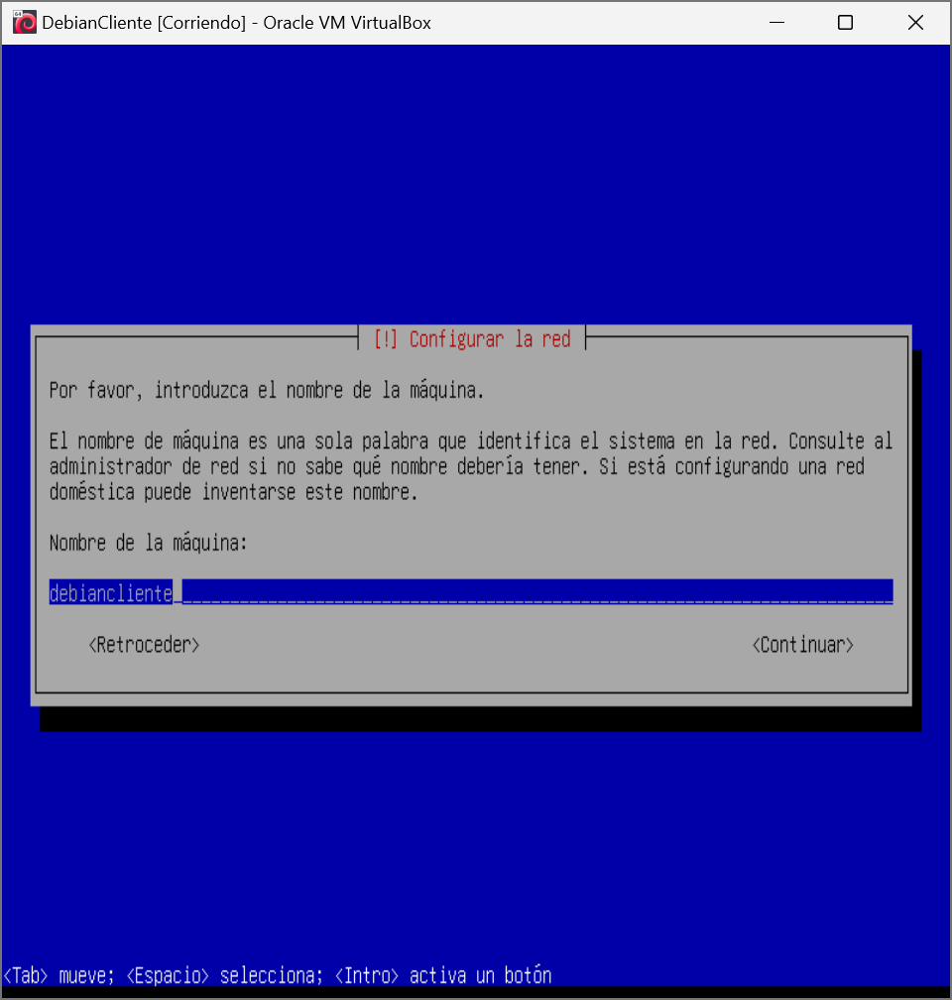 64
DebianCliente [Corriendo] - Oracle VM VirtualBox
[!] Configurar la red
Por favor, introduzca el nombre de la máquina.
El nombre de máquina es una sola palabra que identifica el sistema en la red. Consulte al
administrador de red si no sabe qué nombre debería tener. Si está configurando una red
doméstica puede inventarse este nombre.
Nombre de la máquina:
debiancliente
<Retroceder> <Continuar>
<Tab> mueve; <Espacio> selecciona; <Intro> activa un botón